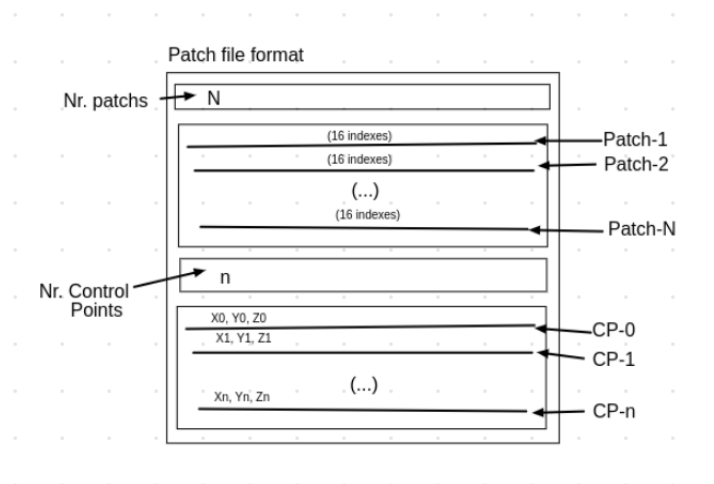 Patch file format
Nr. patchs
N
(16 indexes)
Patch-1
(16 indexes)
Patch-2
(...)
(16 indexes)
Patch-N
n
Nr. Control
Points
X0, Y0, Z0
CP-0
X1, Y1, Z1
CP-1
(...)
Xn, Yn, Zn
CP-n